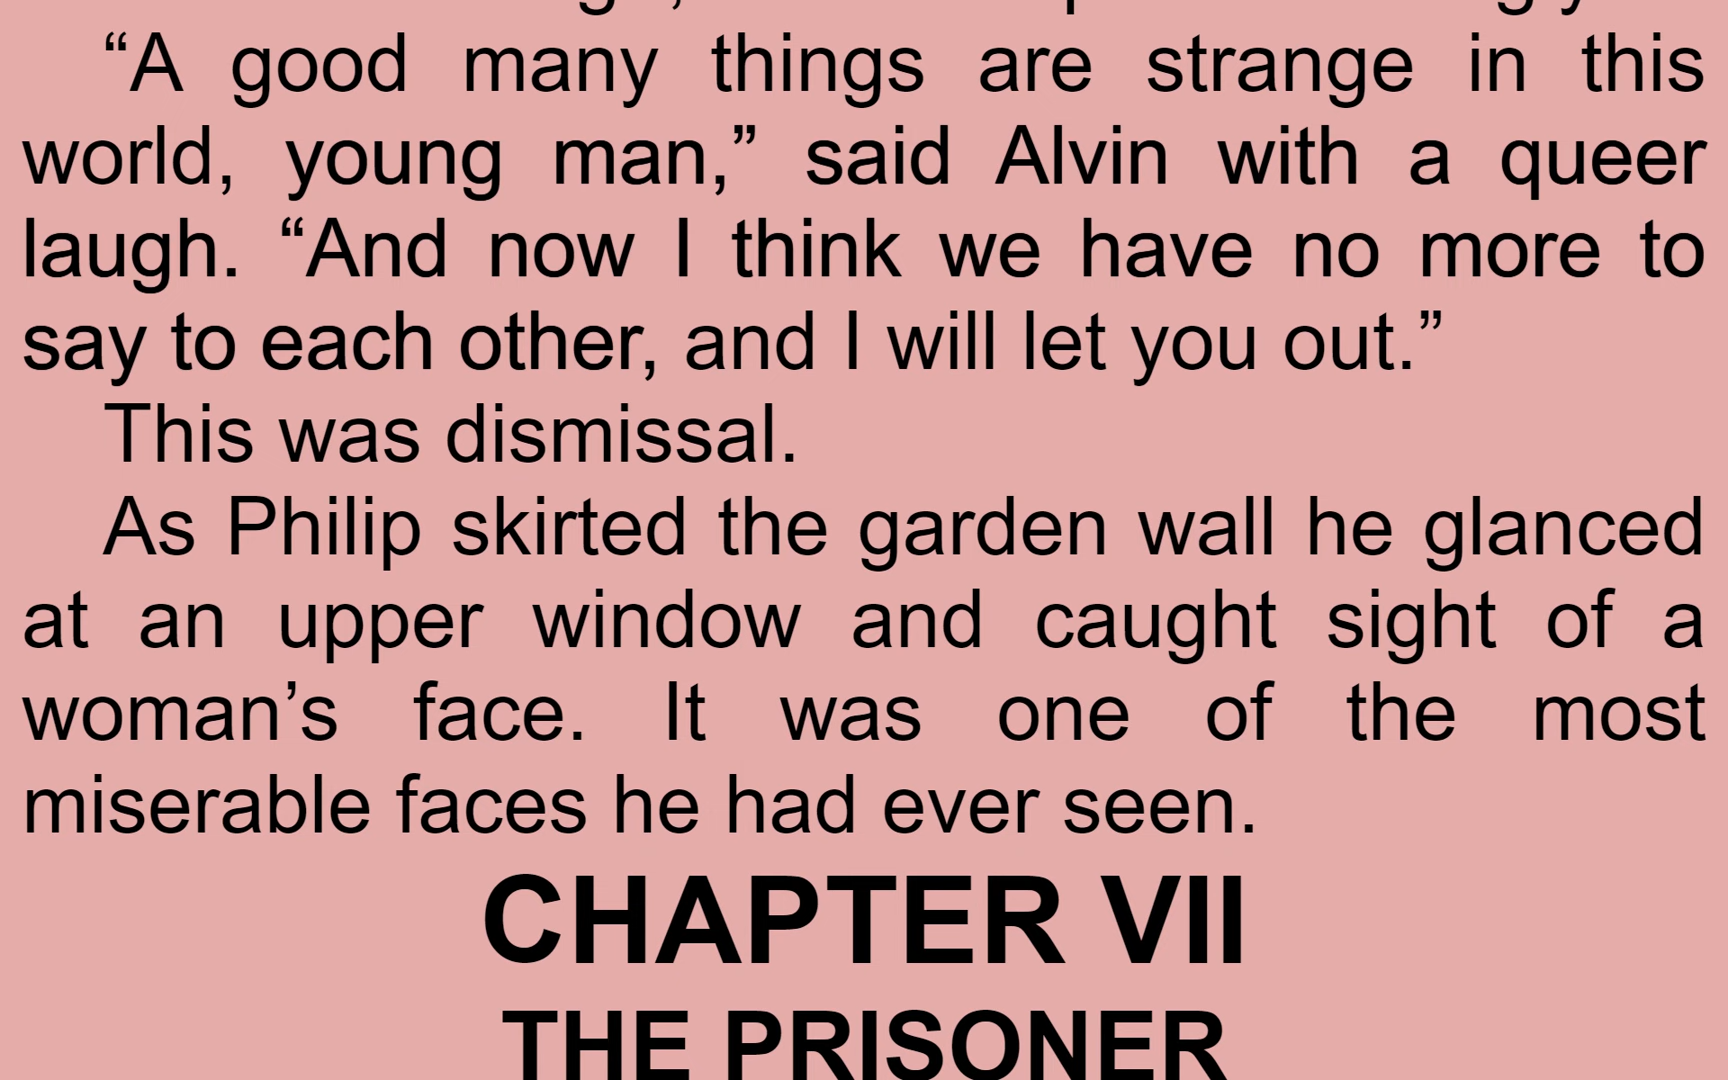 “A good many things are strange in this
world, young man,” said Alvin with a queer
laugh. “And now I think we have no more to
say to each other, and I will let you out.”
This was dismissal.
As Philip skirted the garden wall he glanced
at an upper window and caught sight of a
woman’s face. It was one of the most
miserable faces he had ever seen.
CHAPTER VII
THE PRISONER